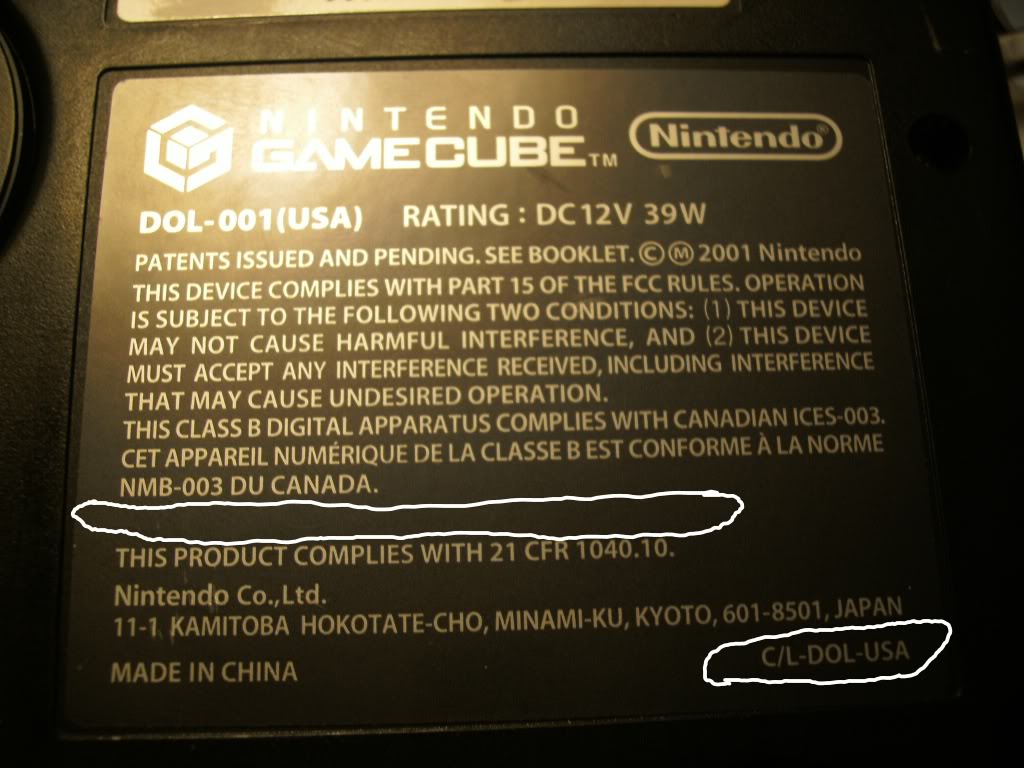 NINTENDO
GAMECUBE™
Nintendo®
DOL-001(USA) RATING : DC 12V 39W
PATENTS ISSUED AND PENDING. SEE BOOKLET. ©Ⓜ 2001 Nintendo
THIS DEVICE COMPLIES WITH PART 15 OF THE FCC RULES. OPERATION
IS SUBJECT TO THE FOLLOWING TWO CONDITIONS: (1) THIS DEVICE
MAY NOT CAUSE HARMFUL INTERFERENCE, AND (2) THIS DEVICE
MUST ACCEPT ANY INTERFERENCE RECEIVED, INCLUDING INTERFERENCE
THAT MAY CAUSE UNDESIRED OPERATION.
THIS CLASS B DIGITAL APPARATUS COMPLIES WITH CANADIAN ICES-003.
CET APPAREIL NUMÉRIQUE DE LA CLASSE B EST CONFORME À LA NORME
NMB-003 DU CANADA.
THIS PRODUCT COMPLIES WITH 21 CFR 1040.10.
Nintendo Co.,Ltd.
11-1 KAMITOBA HOKOTATE-CHO, MINAMI-KU, KYOTO, 601-8501, JAPAN
C/L-DOL-USA
MADE IN CHINA